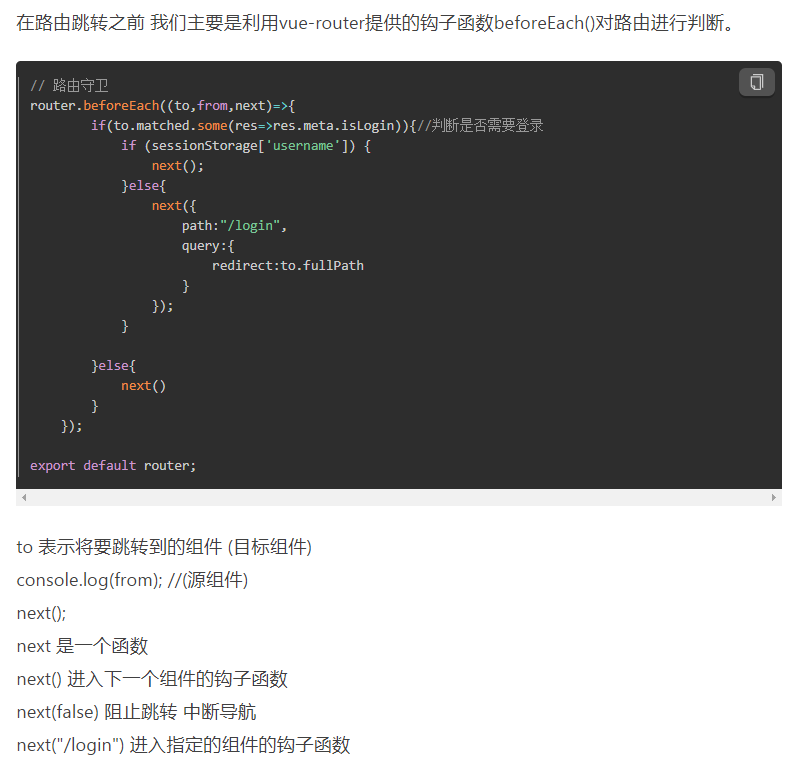 在路由跳转之前 我们主要是利用vue-router提供的钩子函数beforeEach()对路由进行判断。
// 路由守卫
router.beforeEach((to,from,next)=>{
        if(to.matched.some(res=>res.meta.isLogin)){//判断是否需要登录
            if (sessionStorage['username']) {
                next();
            }else{
                next({
                    path:"/login",
                    query:{
                        redirect:to.fullPath
                    }
                });
            }

        }else{
            next()
        }
    });

export default router;
to 表示将要跳转到的组件 (目标组件)
console.log(from); //(源组件)
next();
next 是一个函数
next() 进入下一个组件的钩子函数
next(false) 阻止跳转 中断导航
next("/login") 进入指定的组件的钩子函数